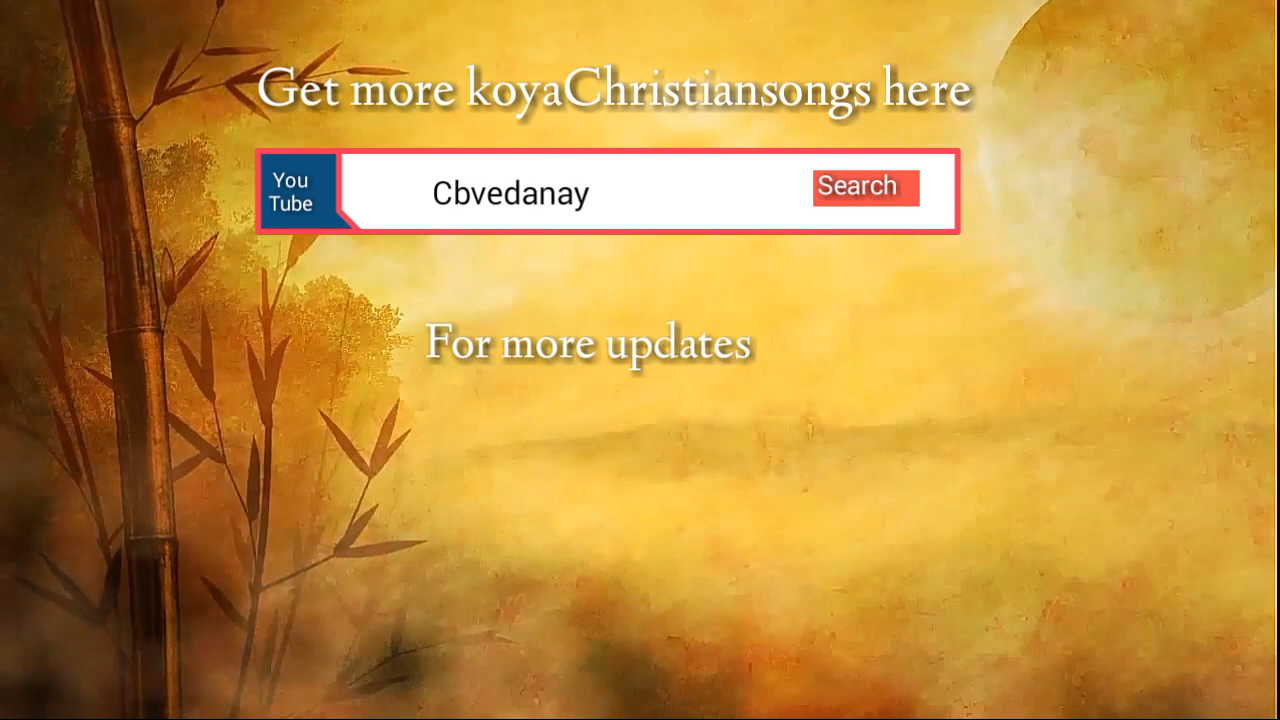 Get more koyaChristiansongs here
You
Tube
Cbvedanay
Search
For more updates